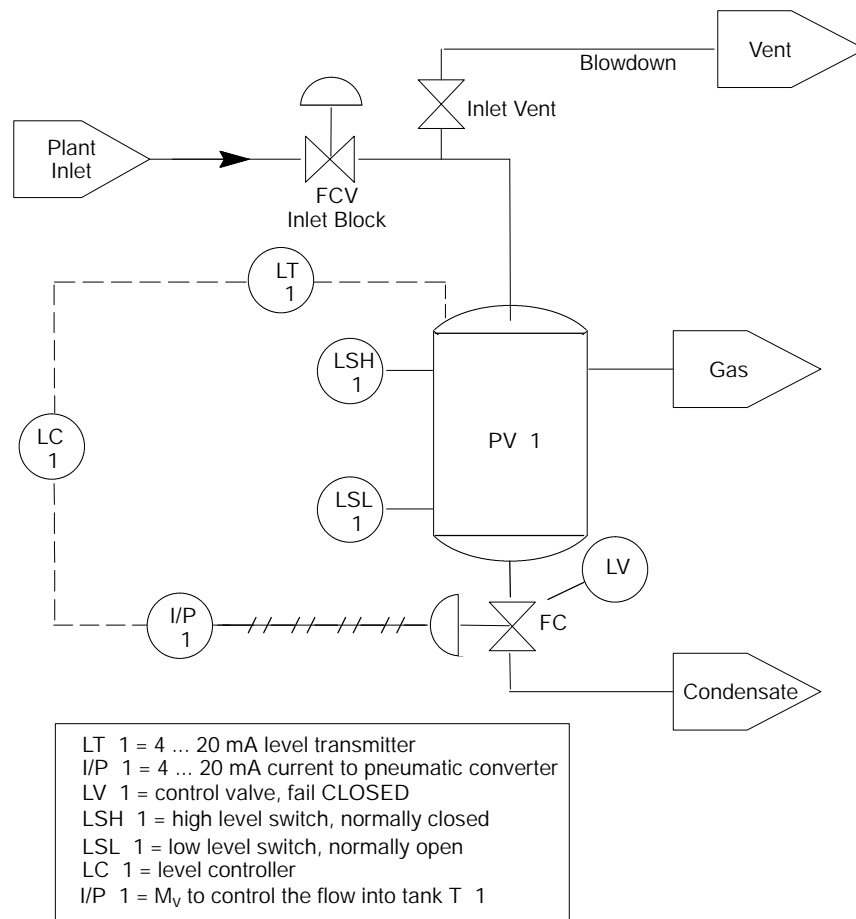 Vent
Blowdown
Inlet Vent
Plant
Inlet
FCV
Inlet Block
LT
1
LSH
1
Gas
LC
1
PV 1
LSL
1
LV
I/P
1
FC
Condensate
LT 1 = 4 ... 20 mA level transmitter
I/P 1 = 4 ... 20 mA current to pneumatic converter
LV 1 = control valve, fail CLOSED
LSH 1 = high level switch, normally closed
LSL 1 = low level switch, normally open
LC 1 = level controller
I/P 1 = Mv to control the flow into tank T 1